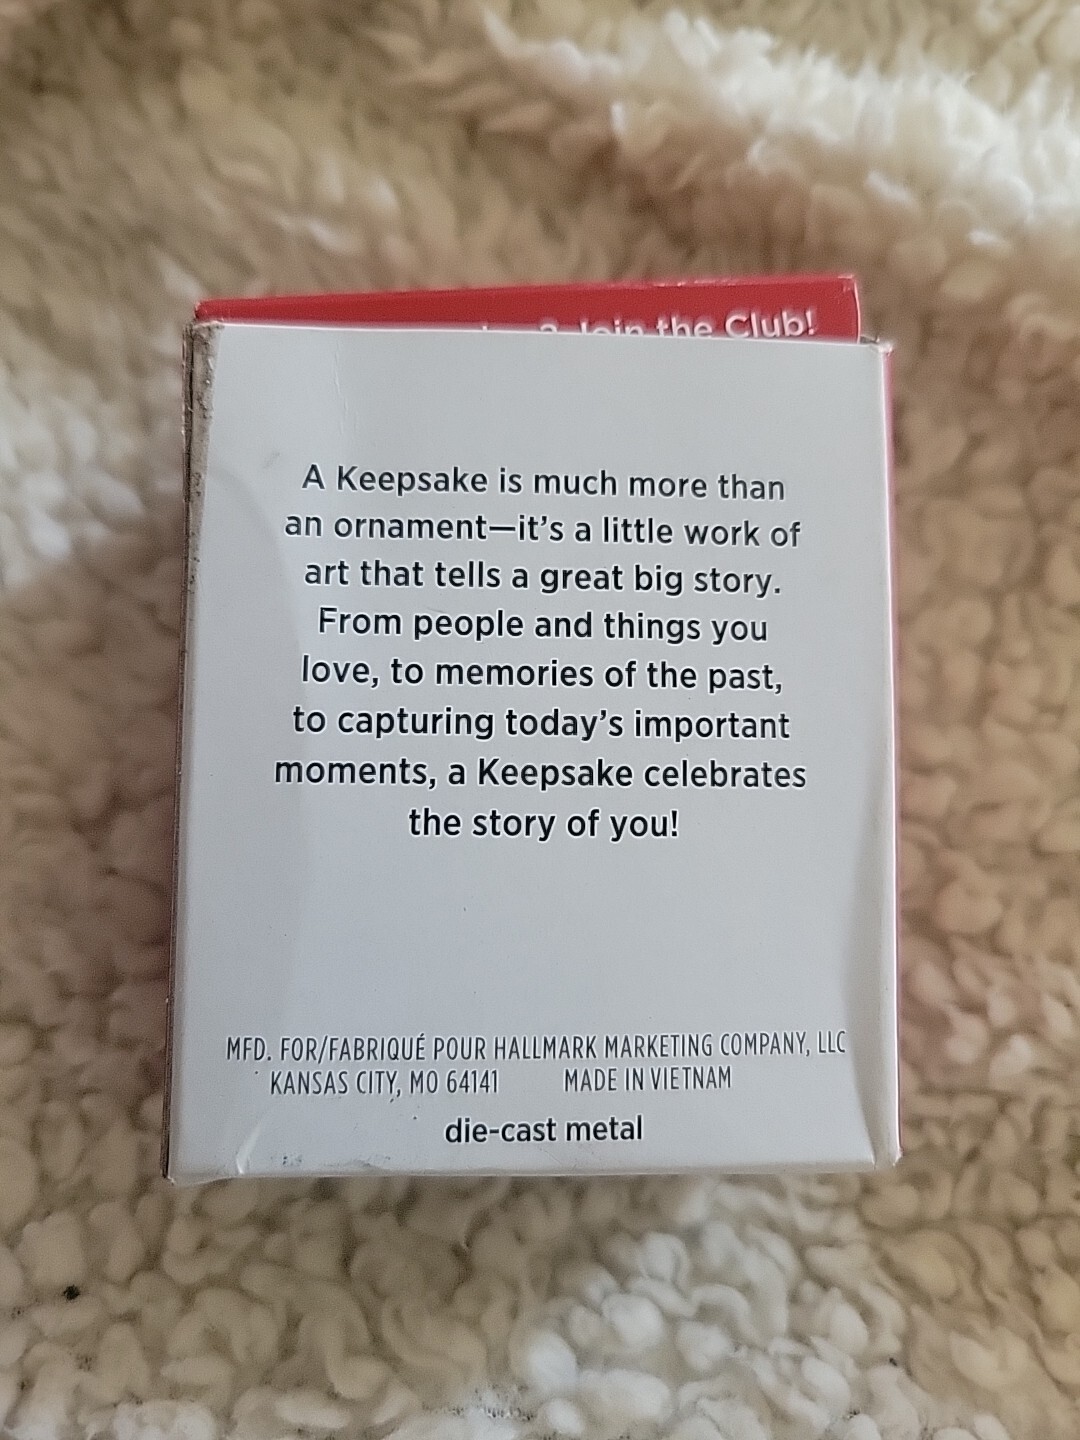 Join the Club!
A Keepsake is much more than
an ornament—it's a little work of
art that tells a great big story.
From people and things you
love, to memories of the past,
to capturing today's important
moments, a Keepsake celebrates
the story of you!
MFD. FOR/FABRIQUÉ POUR HALLMARK MARKETING COMPANY, LLC
KANSAS CITY, MO 64141 MADE IN VIETNAM
die-cast metal